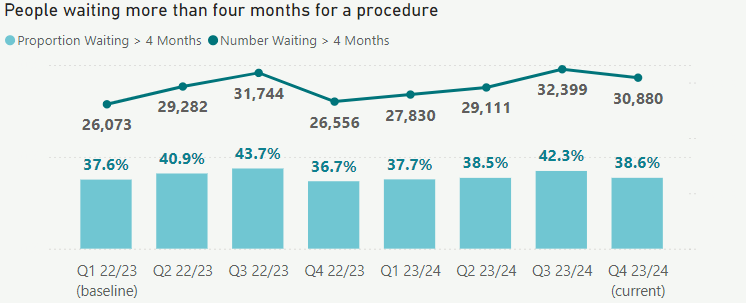 People waiting more than four months for a procedure
Proportion Waiting > 4 Months Number Waiting > 4 Months
26,073 29,282 31,744 26,556 27,830 29,111 32,399 30,880
37.6% 40.9% 43.7% 36.7% 37.7% 38.5% 42.3% 38.6%
Q1 22/23 Q2 22/23 Q3 22/23 Q4 22/23 Q1 23/24 Q2 23/24 Q3 23/24 Q4 23/24
(baseline) (current)